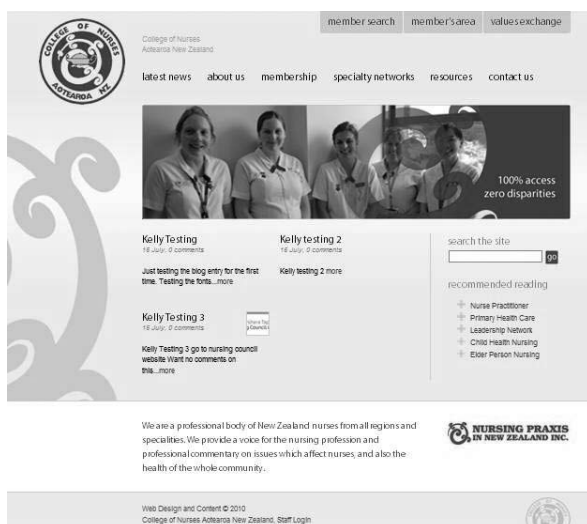 COLLEGE OF NURSES
AOTEAROA NZ
College of Nurses
Aotearoa New Zealand
member search member's area values exchange
latest news about us membership specialty networks resources contact us
100% access
zero disparities
Kelly Testing
16 July, 0 comments
Just testing the blog entry for the first
time. Testing the fonts...more
Kelly testing 2
16 July, 0 comments
Kelly testing 2 more
Kelly Testing 3
16 July, 0 comments
Kelly Testing 3 go to nursing council
website Want no comments on
this...more
search the site
go
recommended reading
Nurse Practitioner
Primary Health Care
Leadership Network
Child Health Nursing
Elder Person Nursing
We are a professional body of New Zealand nurses from all regions and
specialities. We provide a voice for the nursing profession and
professional commentary on issues which affect nurses, and also the
health of the whole community.
NURSING PRAXIS
IN NEW ZEALAND INC.
Web Design and Content © 2010
College of Nurses Aotearoa New Zealand, Staff Login